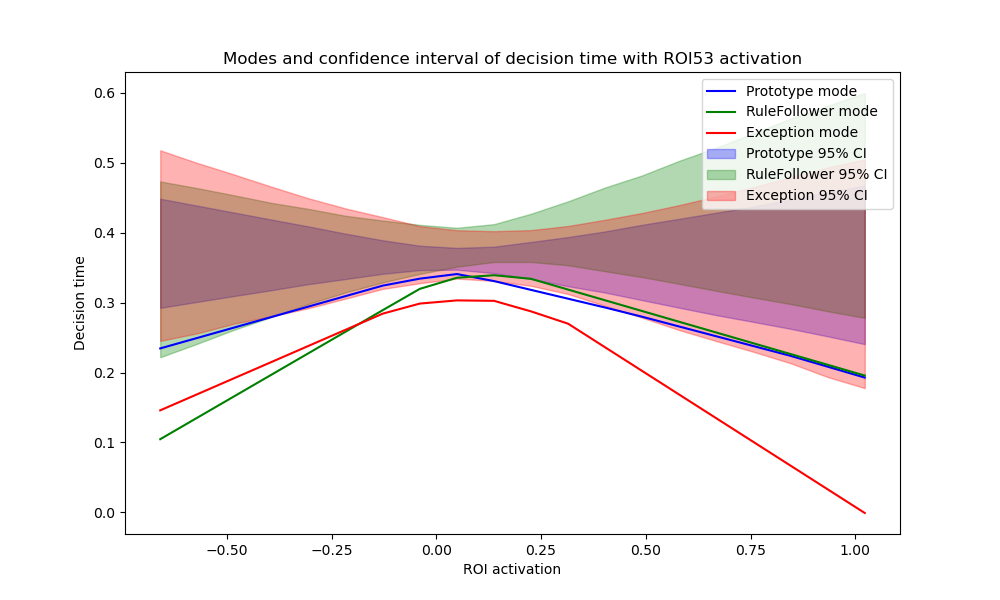 Modes and confidence interval of decision time with ROI53 activation
Prototype mode
RuleFollower mode
Exception mode
Prototype 95% CI
RuleFollower 95% CI
Exception 95% CI
0.6
0.5
0.4
0.3
0.2
0.1
0.0
Decision time
−0.50
−0.25
0.00
0.25
0.50
0.75
1.00
ROI activation